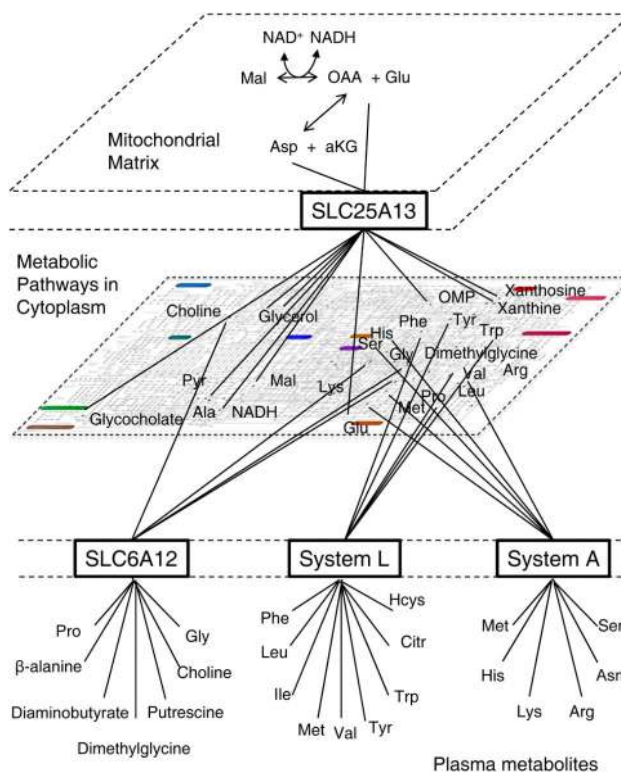 NAD+ NADH
Mal OAA + Glu
Mitochondrial
Matrix
Asp + aKG
SLC25A13
Metabolic
Pathways in
Cytoplasm
Xanthosine
OMP
Xanthine
Choline
Glycerol
Phe
Tyr
His
Trp
Ser
Gly
Dimethylglycine
Val
Arg
Pyr
Mal
Lys
Leu
Pro
Ala
NADH
Met
Glycocholate
Glu
SLC6A12
System L
System A
Pro
Gly
β-alanine
Choline
Diaminobutyrate
Putrescine
Dimethylglycine
Phe
Hcys
Leu
Citr
Ile
Trp
Met
Val
Tyr
Met
Ser
His
Asn
Lys
Arg
Plasma metabolites